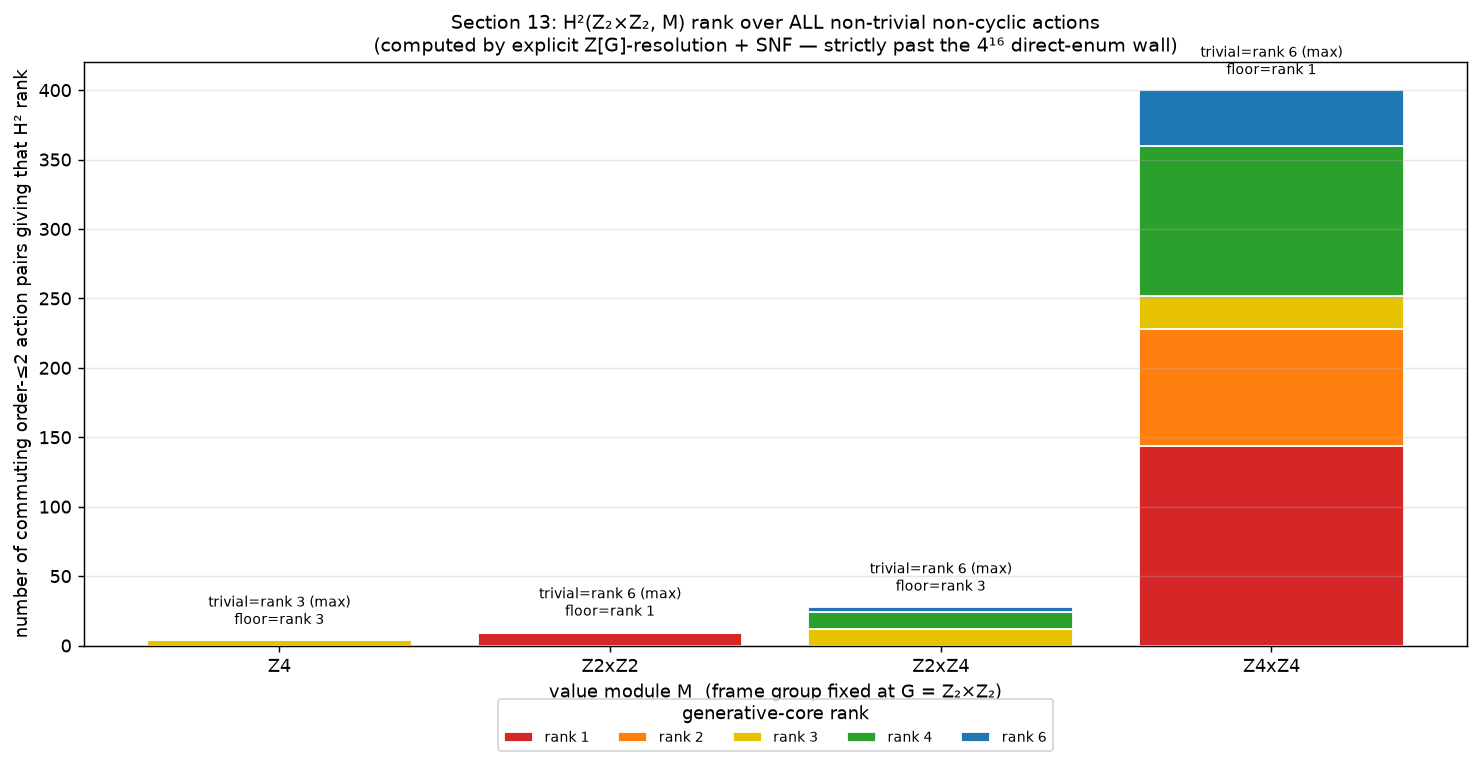 Section 13: H²(Z₂×Z₂, M) rank over ALL non-trivial non-cyclic actions
(computed by explicit Z[G]-resolution + SNF — strictly past the 4¹⁶ direct-enum wall)
number of commuting order-≤2 action pairs giving that H² rank
400
350
300
250
200
150
100
50
0
trivial=rank 3 (max)
floor=rank 3
trivial=rank 6 (max)
floor=rank 1
trivial=rank 6 (max)
floor=rank 3
trivial=rank 6 (max)
floor=rank 1
Z4
Z2xZ2
Z2xZ4
Z4xZ4
value module M  (frame group fixed at G = Z₂×Z₂)
generative-core rank
rank 1
rank 2
rank 3
rank 4
rank 6